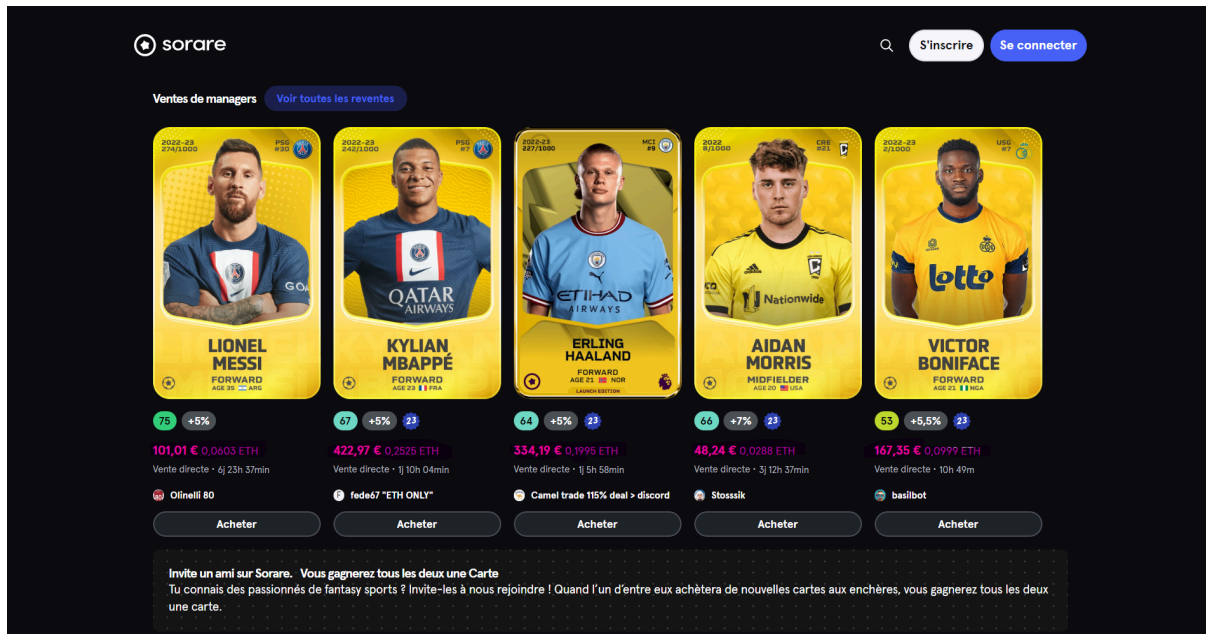 sorare
S'inscrire
Se connecter
Ventes de managers Voir toutes les reventes
2022-23
274/1000
PSG
#30
GOA
LIONEL
MESSI
FORWARD
AGE 35 ARG
2022-23
242/1000
PSG
#7
QATAR
AIRWAYS
KYLIAN
MBAPPÉ
FORWARD
AGE 23 FRA
2022-23
227/1000
MCI
#9
ETIHAD
AIRWAYS
ERLING
HAALAND
FORWARD
AGE 21 NOR
LAUNCH EDITION
2022
8/1000
CRE
#21
Nationwide
AIDAN
MORRIS
MIDFIELDER
AGE 20 USA
2022-23
2/1000
USG
#7
lotto
VICTOR
BONIFACE
FORWARD
AGE 21 NGA
75 +5%
67 +5% 23
64 +5% 23
66 +7% 23
53 +5,5% 23
101,01 € 0,0603 ETH
422,97 € 0,2525 ETH
334,19 € 0,1995 ETH
48,24 € 0,0288 ETH
167,35 € 0,0999 ETH
Vente directe • 6j 23h 37min
Vente directe • 1j 10h 04min
Vente directe • 1j 5h 58min
Vente directe • 3j 12h 37min
Vente directe • 10h 49m
Olinelli 80
fede67 "ETH ONLY"
Camel trade 115% deal > discord
Stosssik
basilbot
Acheter
Acheter
Acheter
Acheter
Acheter
Invite un ami sur Sorare. Vous gagnerez tous les deux une Carte
Tu connais des passionnés de fantasy sports ? Invite-les à nous rejoindre ! Quand l'un d'entre eux achètera de nouvelles cartes aux enchères, vous gagnerez tous les deux
une carte.